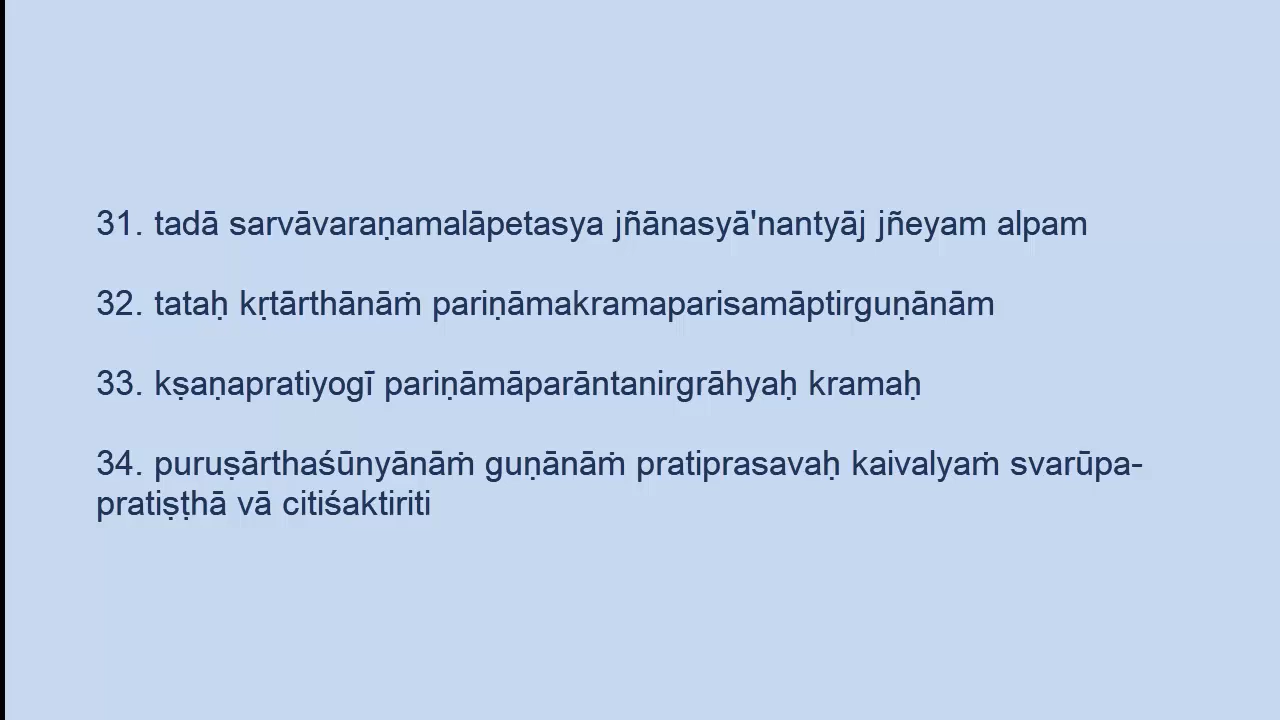 31. tadā sarvāvaraṇamalāpetasya jñānasyā'nantyāj jñeyam alpam
32. tataḥ kṛtārthānāṁ pariṇāmakramaparisamāptirguṇānām
33. kṣaṇapratiyogī pariṇāmāparāntanirgrāhyaḥ kramaḥ
34. puruṣārthaśūnyānāṁ guṇānāṁ pratiprasavaḥ kaivalyaṁ svarūpa-
pratiṣṭhā vā citiśaktiriti